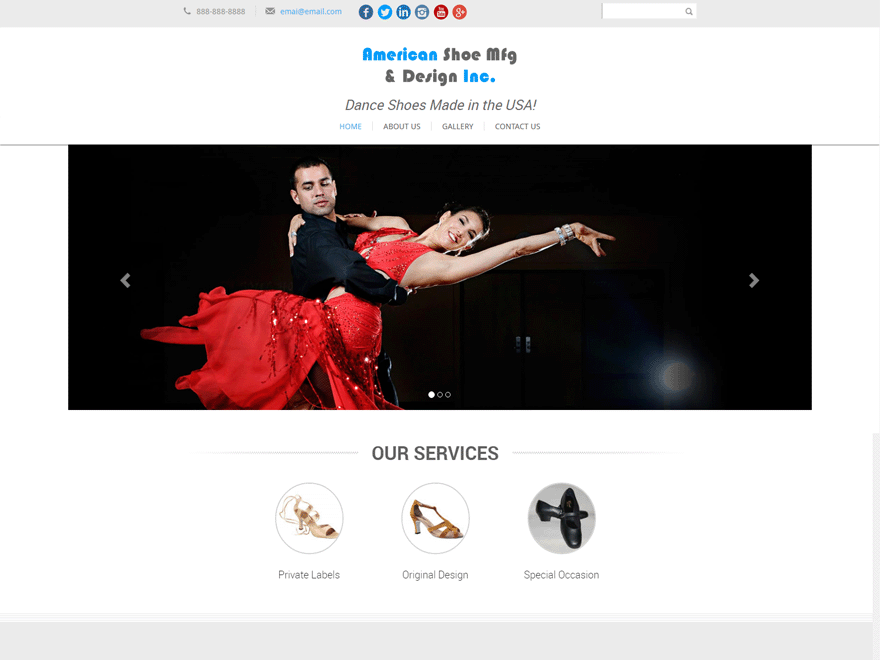 888-888-8888
emai@email.com
American Shoe Mfg
& Design Inc.
Dance Shoes Made in the USA!
HOME
ABOUT US
GALLERY
CONTACT US
OUR SERVICES
Private Labels
Original Design
Special Occasion